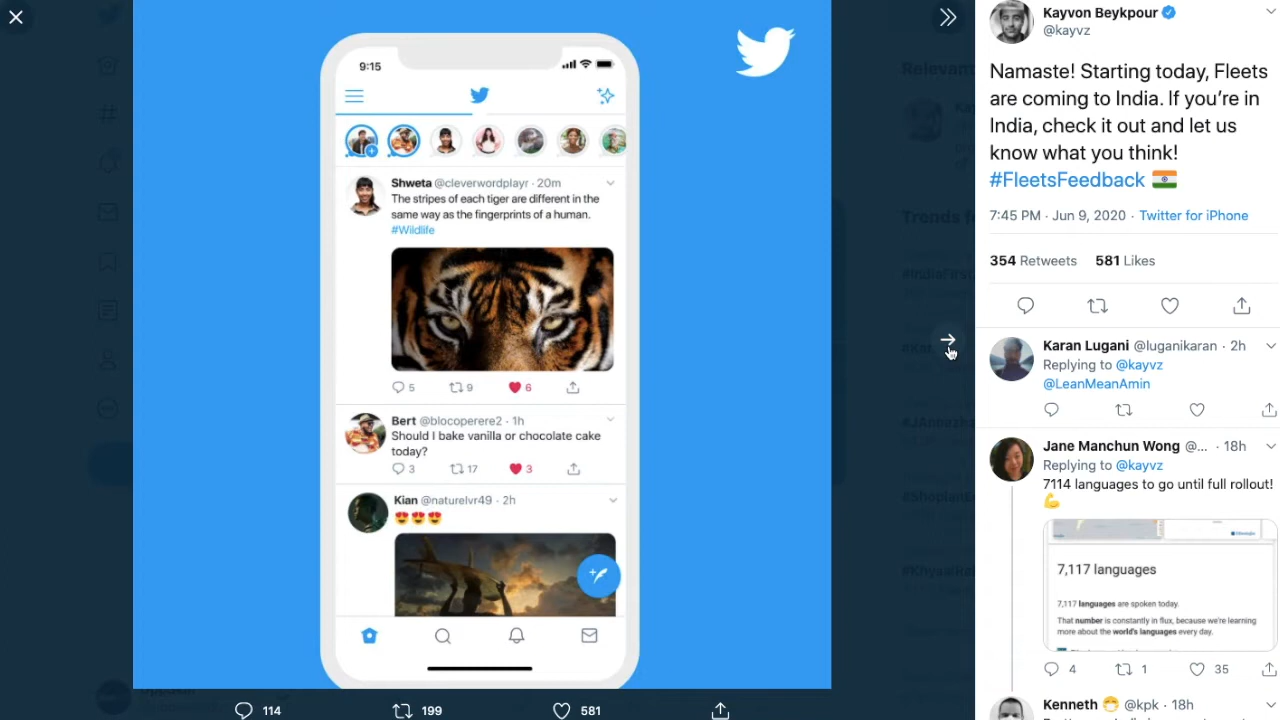 9:15
Shweta @cleverwordplayr · 20m
The stripes of each tiger are different in the
same way as the fingerprints of a human.
#Wildlife
5 9 6
Bert @blocoperere2 · 1h
Should I bake vanilla or chocolate cake
today?
3 17 3
Kian @naturelvr49 · 2h
😍😍😍
114 199 581
Kayvon Beykpour
@kayvz
Namaste! Starting today, Fleets
are coming to India. If you’re in
India, check it out and let us
know what you think!
#FleetsFeedback 🇮🇳
7:45 PM · Jun 9, 2020 · Twitter for iPhone
354 Retweets 581 Likes
Karan Lugani @luganikaran · 2h
Replying to @kayvz
@LeanMeanAmin
Jane Manchun Wong @... · 18h
Replying to @kayvz
7114 languages to go until full rollout!
💪
7,117 languages
7,117 languages are spoken today.
That number is constantly in flux, because we're learning
more about the world's languages every day.
4 1 35
Kenneth 😷 @kpk · 18h